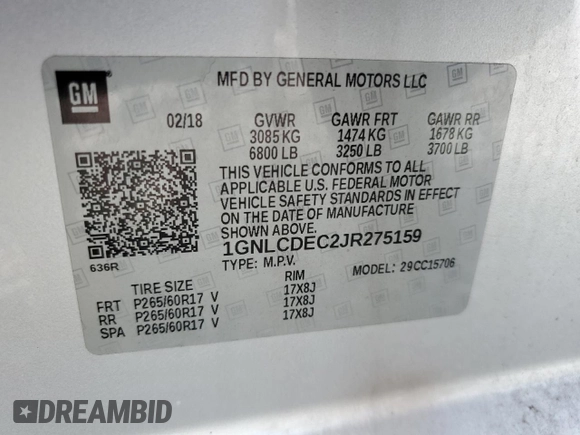 GM
MFD BY GENERAL MOTORS LLC
02/18 GVWR GAWR FRT GAWR RR
3085 KG 1474 KG 1678 KG
6800 LB 3250 LB 3700 LB
THIS VEHICLE CONFORMS TO ALL
APPLICABLE U.S. FEDERAL MOTOR
VEHICLE SAFETY STANDARDS IN EFFECT
ON THE DATE OF MANUFACTURE
SHOWN ABOVE.
1GNLCDEC2JR275159
636R
TYPE: M.P.V. MODEL: 29CC15706
TIRE SIZE RIM
FRT P265/60R17 V 17X8J
RR P265/60R17 V 17X8J
SPA P265/60R17 V 17X8J
DREAMBID